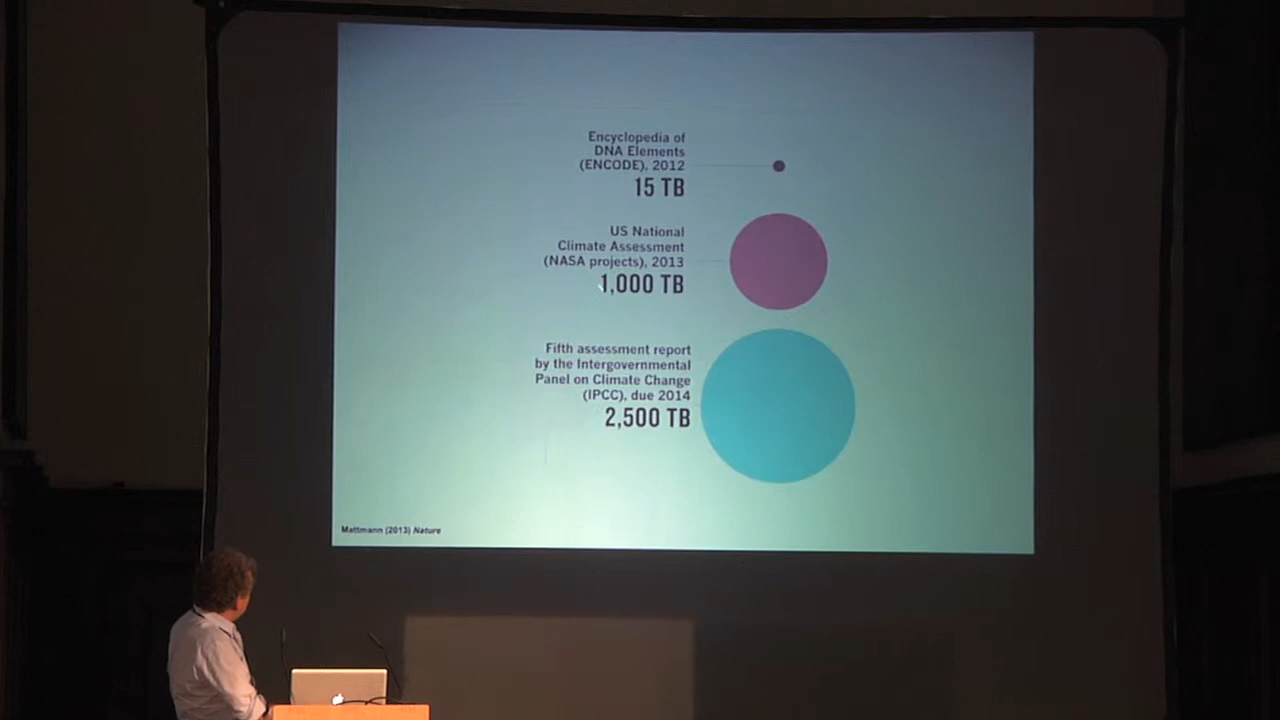 Encyclopedia of
DNA Elements
(ENCODE), 2012
15 TB
US National
Climate Assessment
(NASA projects), 2013
1,000 TB
Fifth assessment report
by the Intergovernmental
Panel on Climate Change
(IPCC), due 2014
2,500 TB
Mattmann (2013) Nature